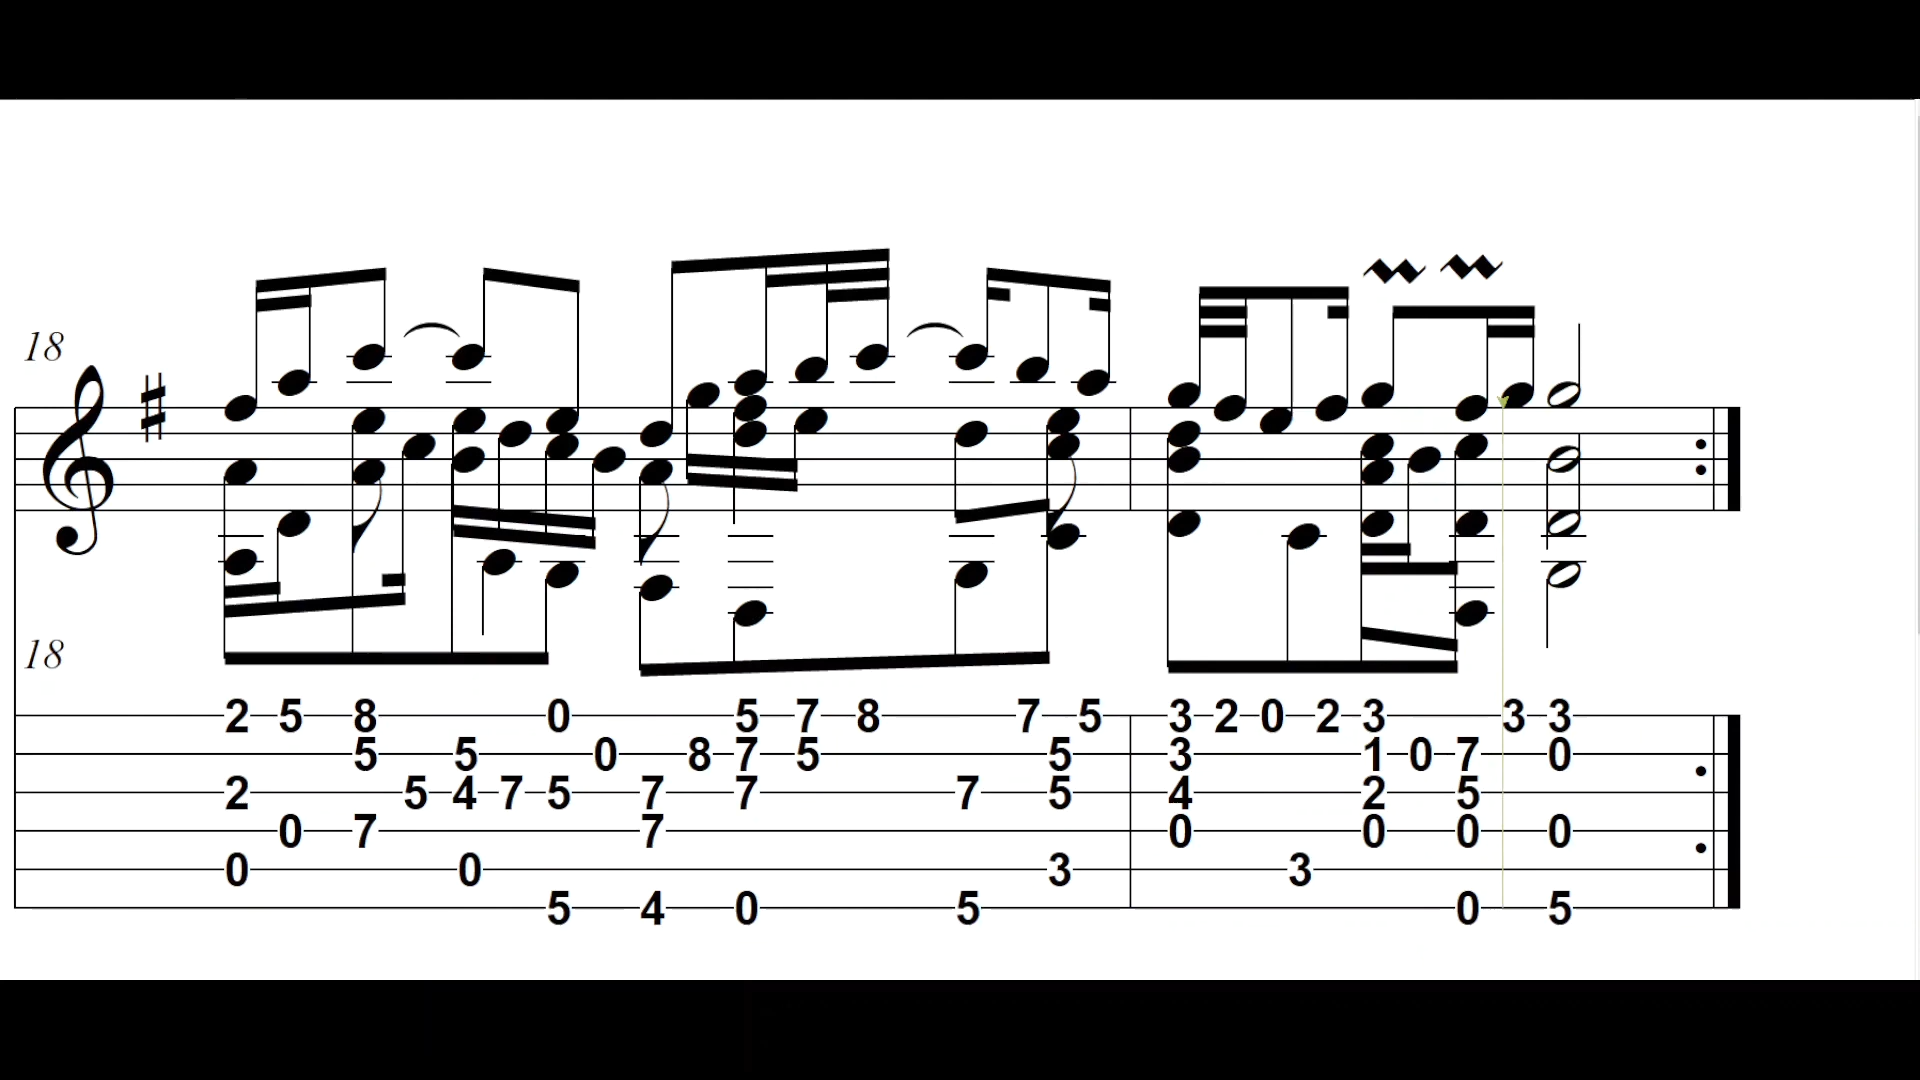 18
18
2 5 8 0 5 7 8 7 5 3 2 0 2 3 3 3
5 5 0 8 7 5 5 3 1 0 7 0
2 5 4 7 5 7 7 7 5 4 2 5
0 7 7 0 0 0 0
0 0 3 3
5 4 0 5 0 5